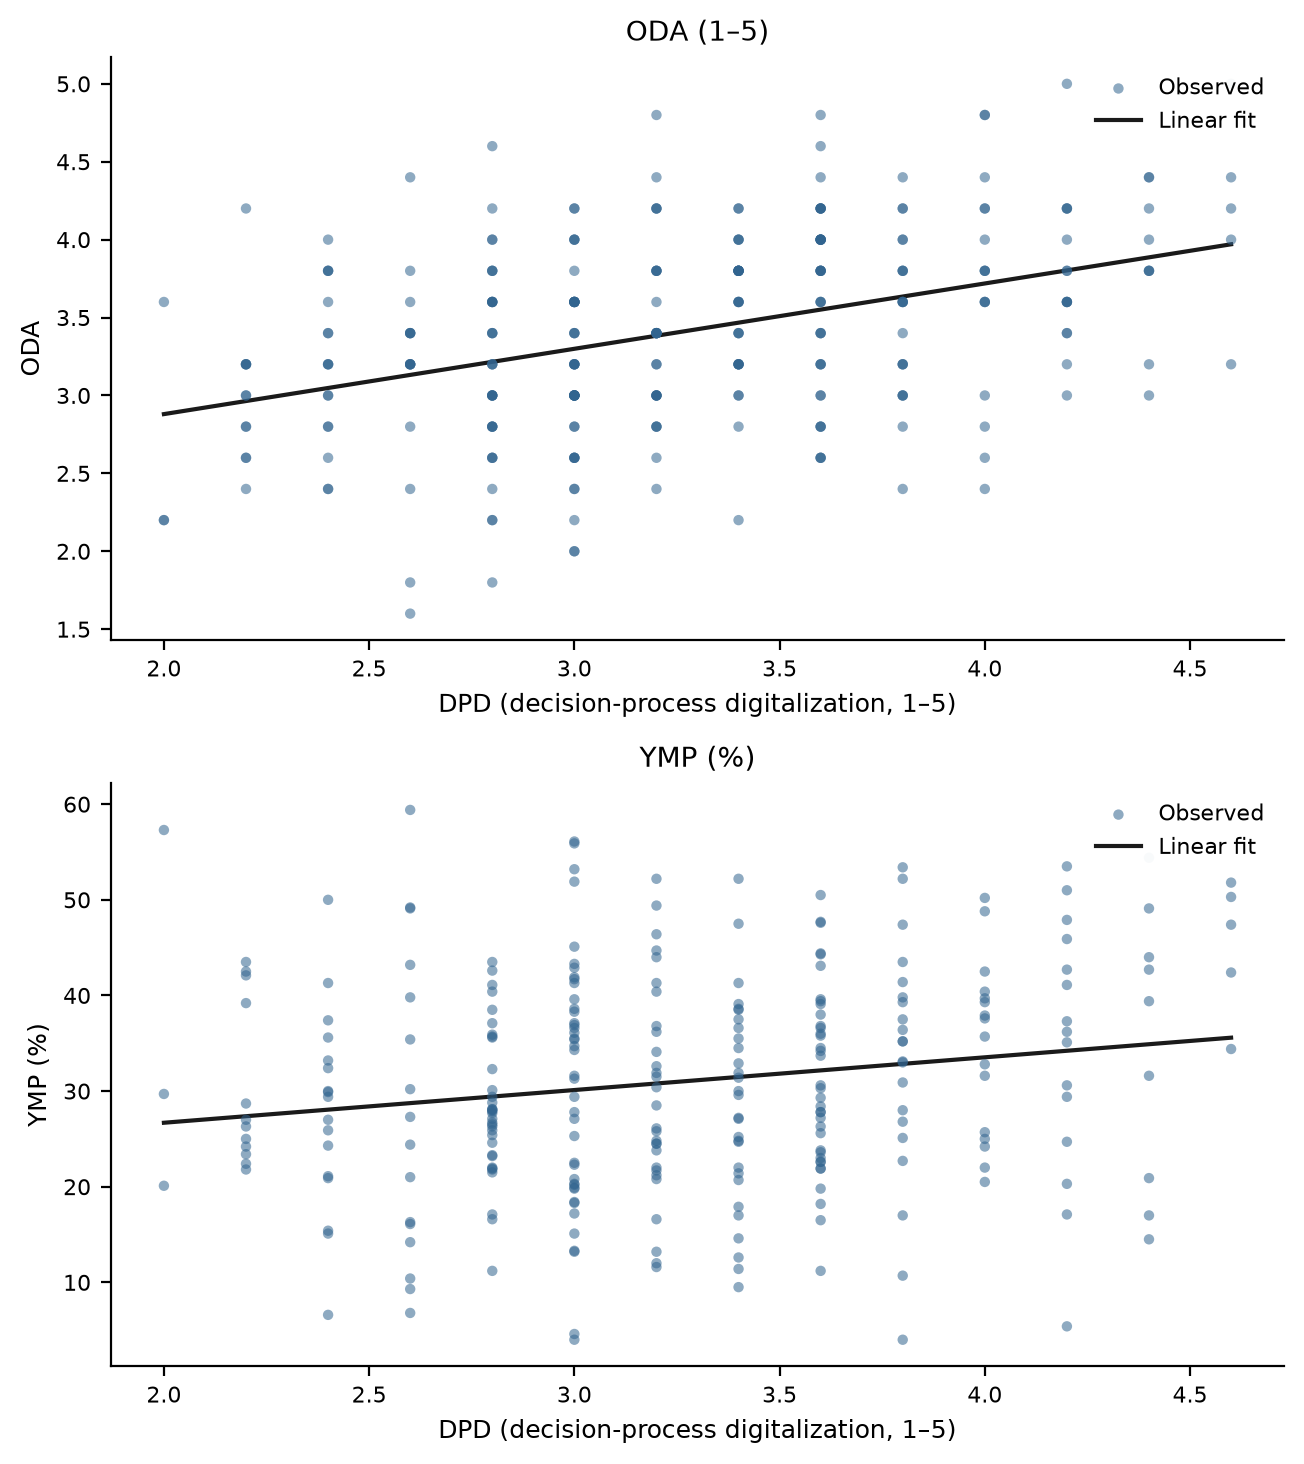 ODA (1–5)
5.0
4.5
4.0
3.5
3.0
2.5
2.0
1.5
ODA
Observed
Linear fit
2.0 2.5 3.0 3.5 4.0 4.5
DPD (decision-process digitalization, 1–5)
YMP (%)
60
50
40
30
20
10
YMP (%)
Observed
Linear fit
2.0 2.5 3.0 3.5 4.0 4.5
DPD (decision-process digitalization, 1–5)